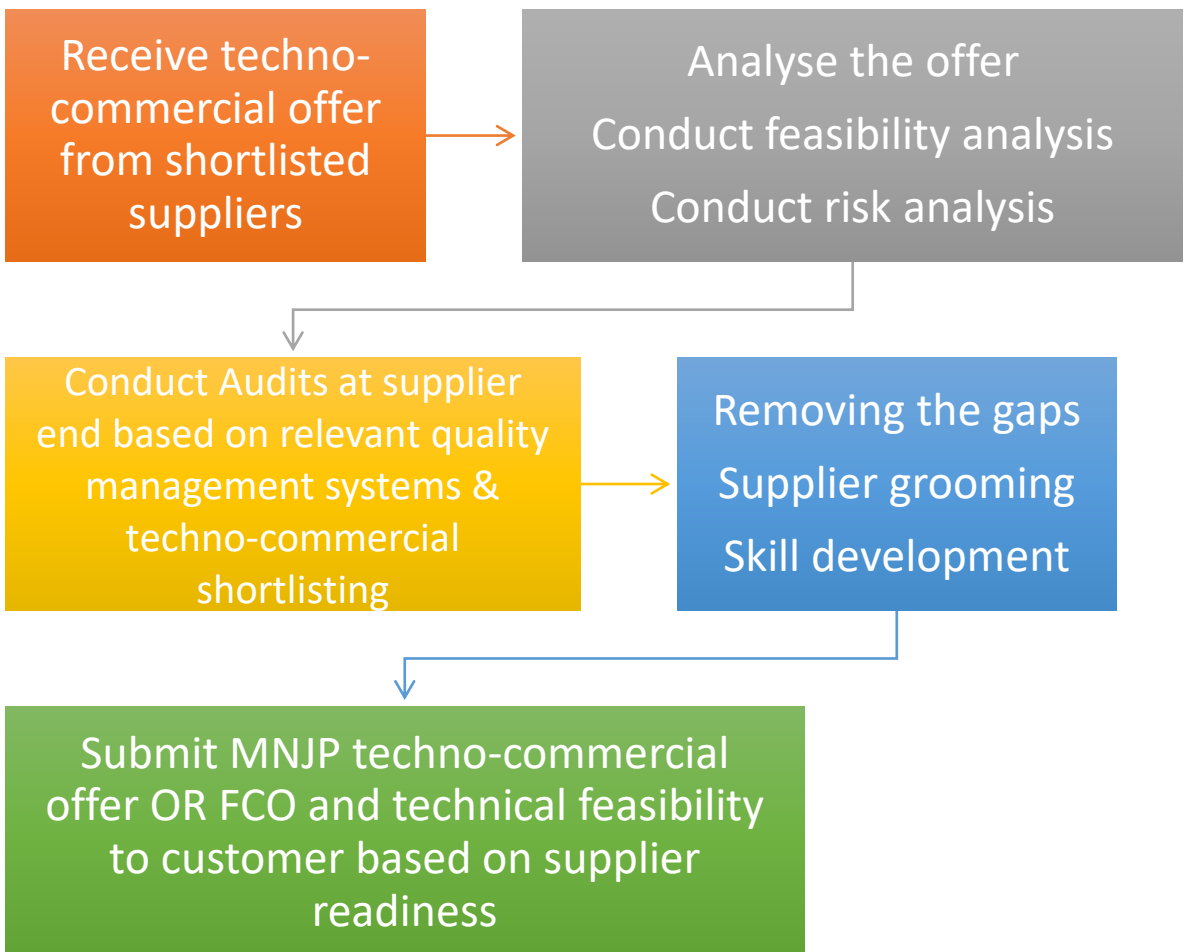 Receive techno-
commercial offer
from shortlisted
suppliers
Analyse the offer
Conduct feasibility analysis
Conduct risk analysis
Conduct Audits at supplier
end based on relevant quality
management systems &
techno-commercial
shortlisting
Removing the gaps
Supplier grooming
Skill development
Submit MNJP techno-commercial
offer OR FCO and technical feasibility
to customer based on supplier
readiness